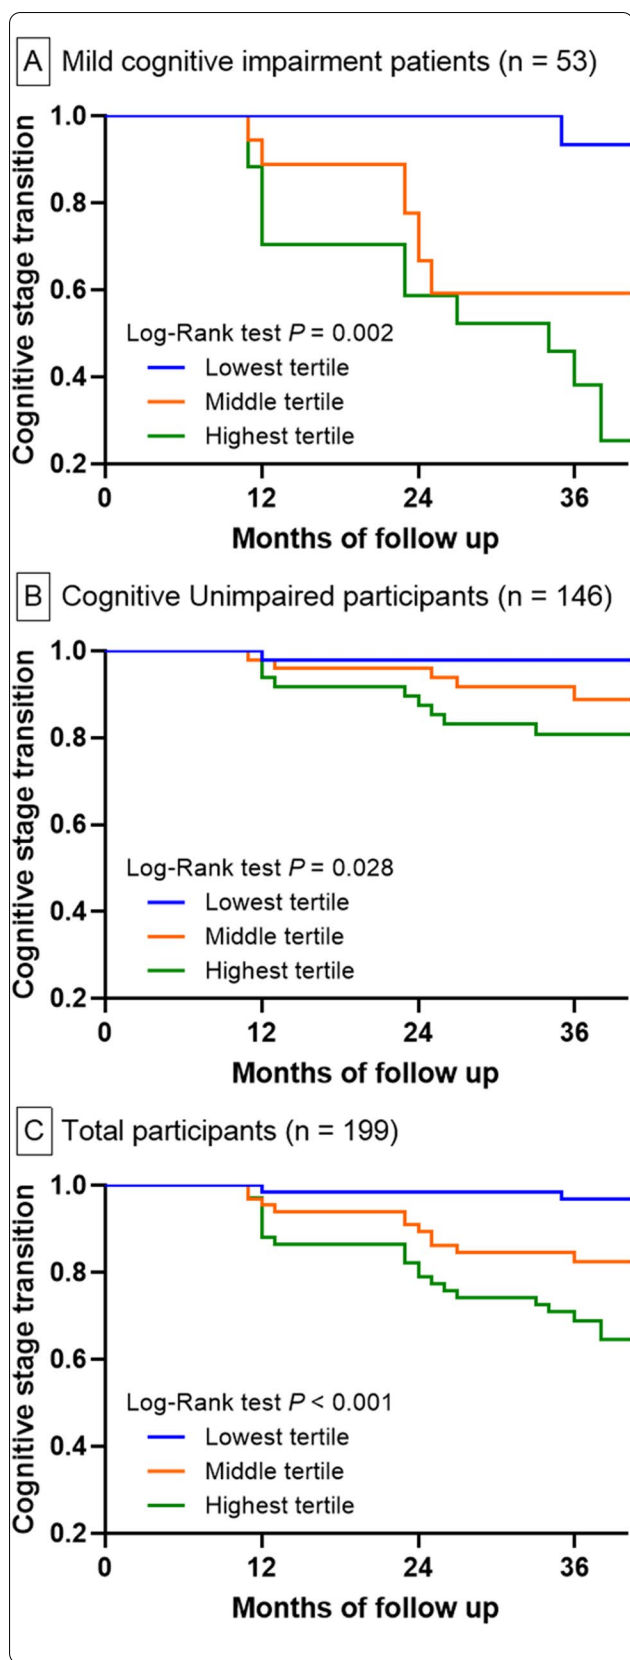 A Mild cognitive impairment patients (n = 53)
Cognitive stage transition
1.0
0.8
0.6
0.4
0.2
Log-Rank test P = 0.002
Lowest tertile
Middle tertile
Highest tertile
0 12 24 36
Months of follow up
B Cognitive Unimpaired participants (n = 146)
Cognitive stage transition
1.0
0.8
0.6
0.4
0.2
Log-Rank test P = 0.028
Lowest tertile
Middle tertile
Highest tertile
0 12 24 36
Months of follow up
C Total participants (n = 199)
Cognitive stage transition
1.0
0.8
0.6
0.4
0.2
Log-Rank test P < 0.001
Lowest tertile
Middle tertile
Highest tertile
0 12 24 36
Months of follow up